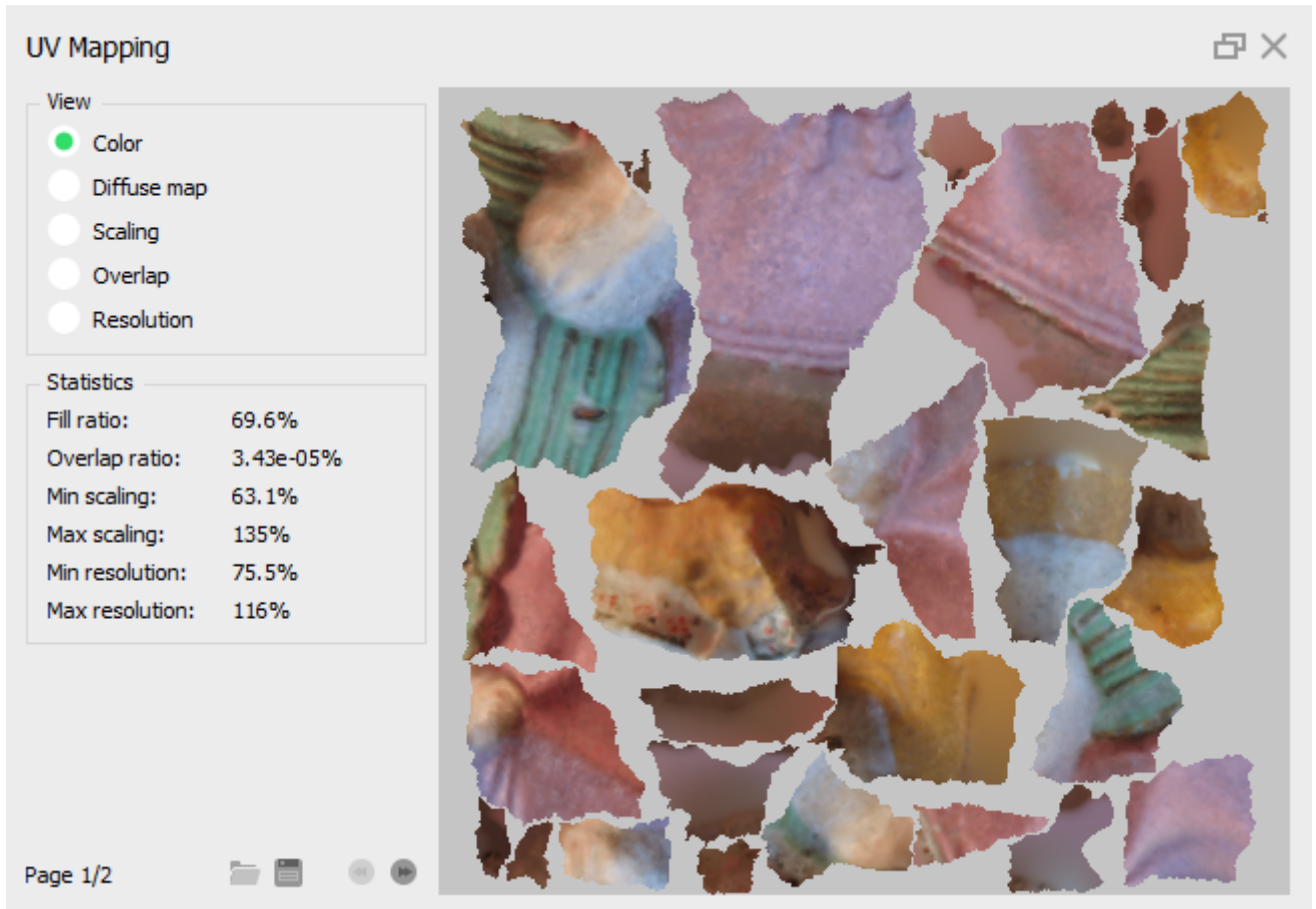 UV Mapping
View
Color
Diffuse map
Scaling
Overlap
Resolution
Statistics
Fill ratio: 69.6%
Overlap ratio: 3.43e-05%
Min scaling: 63.1%
Max scaling: 135%
Min resolution: 75.5%
Max resolution: 116%
Page 1/2